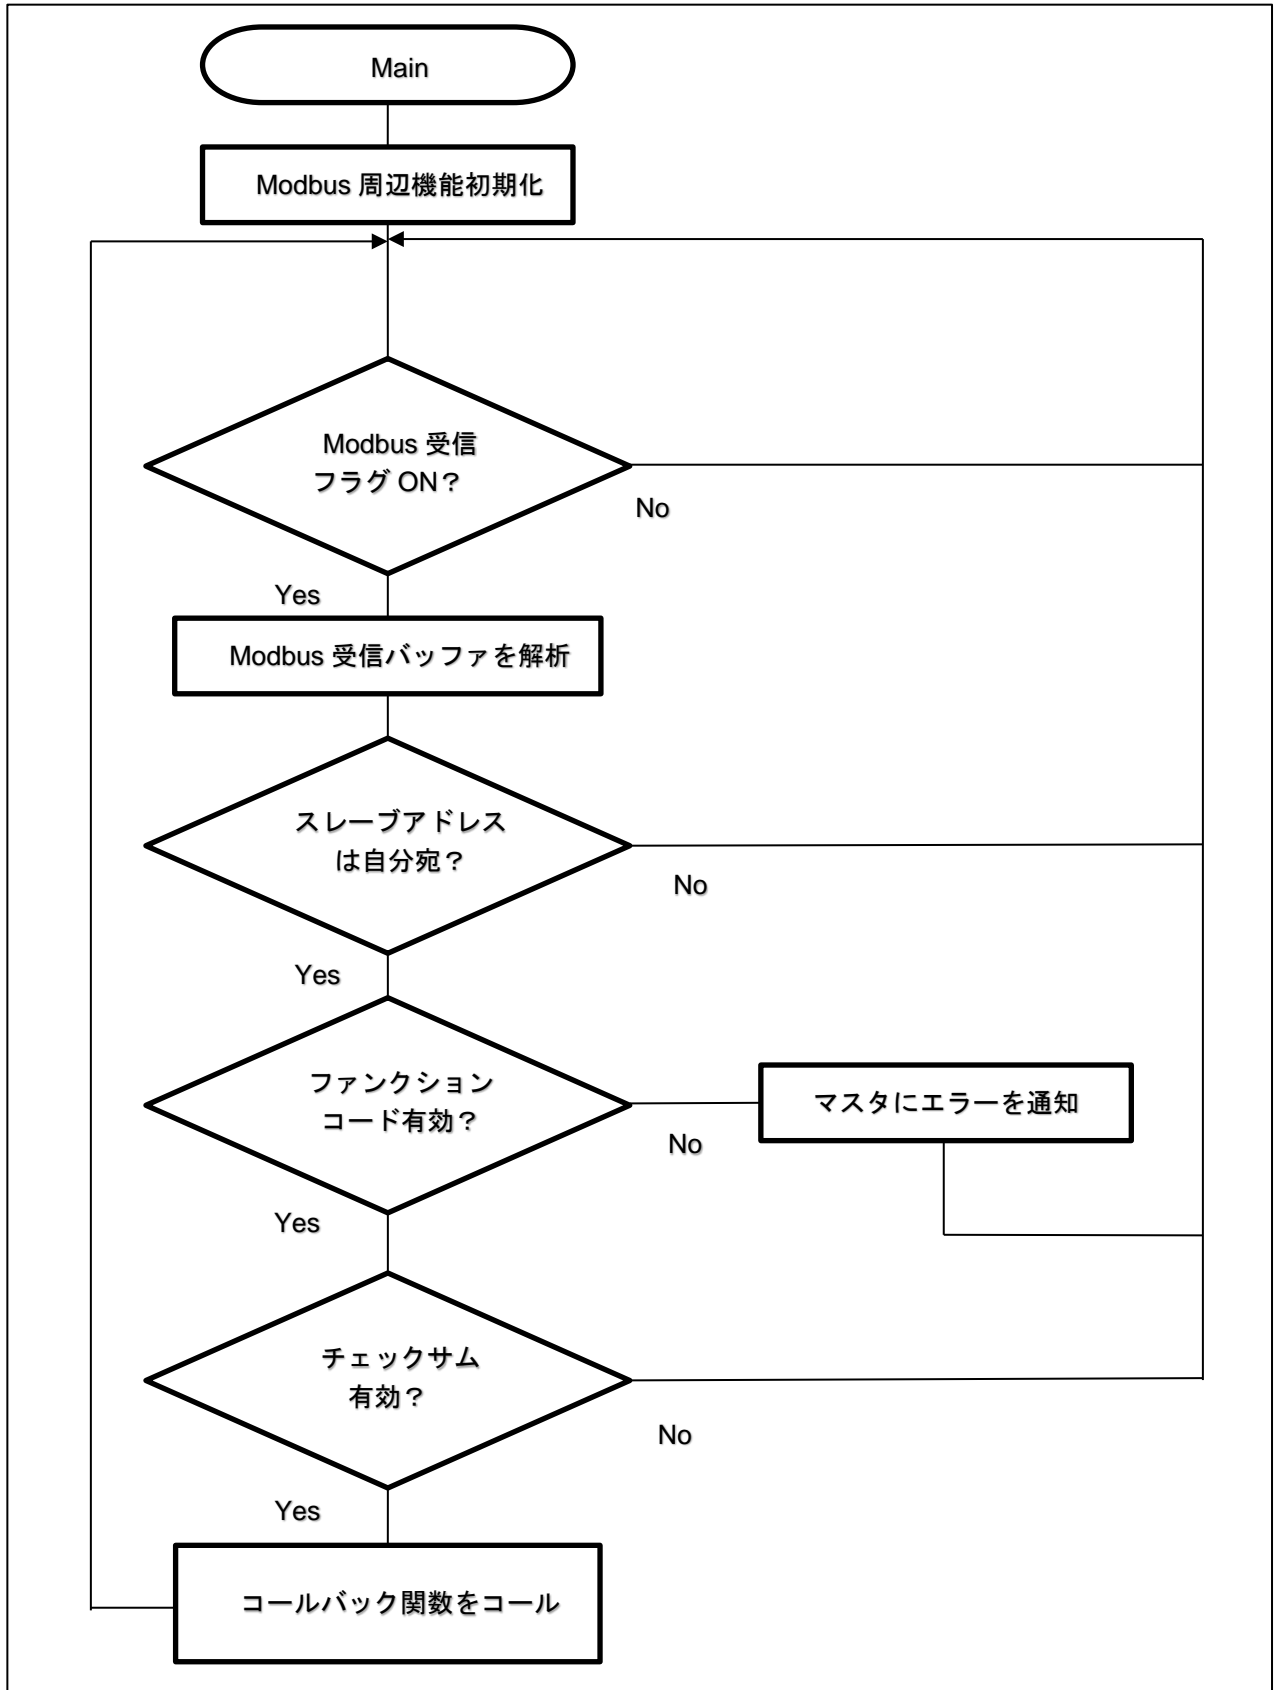 Main
Modbus 周辺機能初期化
Modbus 受信
フラグ ON？
No
Yes
Modbus 受信バッファを解析
スレーブアドレス
は自分宛？
No
Yes
ファンクション
コード有効？
No
マスタにエラーを通知
Yes
チェックサム
有効？
No
Yes
コールバック関数をコール